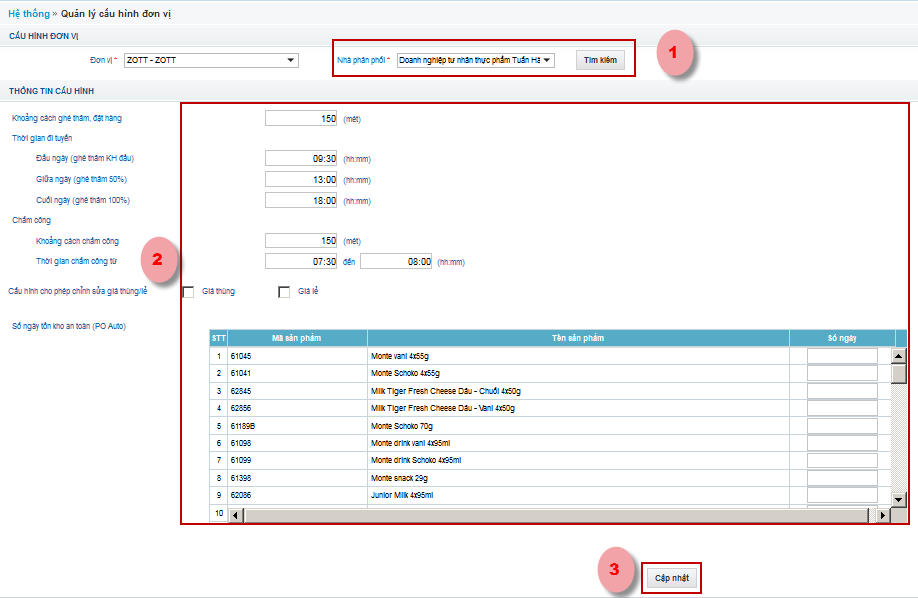 Hệ thống » Quản lý cấu hình đơn vị
CẤU HÌNH ĐƠN VỊ
Đơn vị * ZOTT - ZOTT Nhà phân phối * Doanh nghiệp tư nhân thực phẩm Tuấn Hả Tìm kiếm 1
THÔNG TIN CẤU HÌNH
Khoảng cách ghé thăm, đặt hàng 150 (mét)
Thời gian đi tuyến
Đầu ngày (ghé thăm KH đầu) 09:30 (hh:mm)
Giữa ngày (ghé thăm 50%) 13:00 (hh:mm)
Cuối ngày (ghé thăm 100%) 18:00 (hh:mm)
Chấm công
Khoảng cách chấm công 150 (mét)
Thời gian chấm công từ 2 07:30 đến 08:00 (hh:mm)
Cấu hình cho phép chỉnh sửa giá thùng/lẻ Giá thùng Giá lẻ
Số ngày tồn kho an toàn (PO Auto)
STT Mã sản phẩm Tên sản phẩm Số ngày
1 61045 Monte vani 4x55g
2 61041 Monte Schoko 4x55g
3 62845 Milk Tiger Fresh Cheese Dâu - Chuối 4x50g
4 62856 Milk Tiger Fresh Cheese Dâu - Vani 4x50g
5 61189B Monte Schoko 70g
6 61098 Monte drink vani 4x95ml
7 61099 Monte drink Schoko 4x95ml
8 61398 Monte snack 29g
9 62086 Junior Milk 4x95ml
10
3 Cập nhật